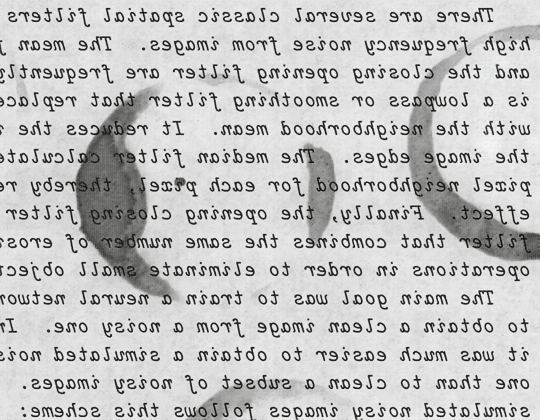 There are several classic spatial filters
high frequency noise from images. The mean
and the closing opening filter are frequently
is a lowpass or smoothing filter that replace
with the neighborhood mean. It reduces the
the image edges. The median filter calculate
pixel neighborhood for each pixel, thereby re
effect. Finally, the opening closing filter
filter that combines the same number of eros
operations in order to eliminate small object
The main goal was to train a neural networ
to obtain a clean image from a noisy one. In
it was much easier to obtain a simulated nois
one than to clean a subset of noisy images.
simulated noisy images follows this scheme: